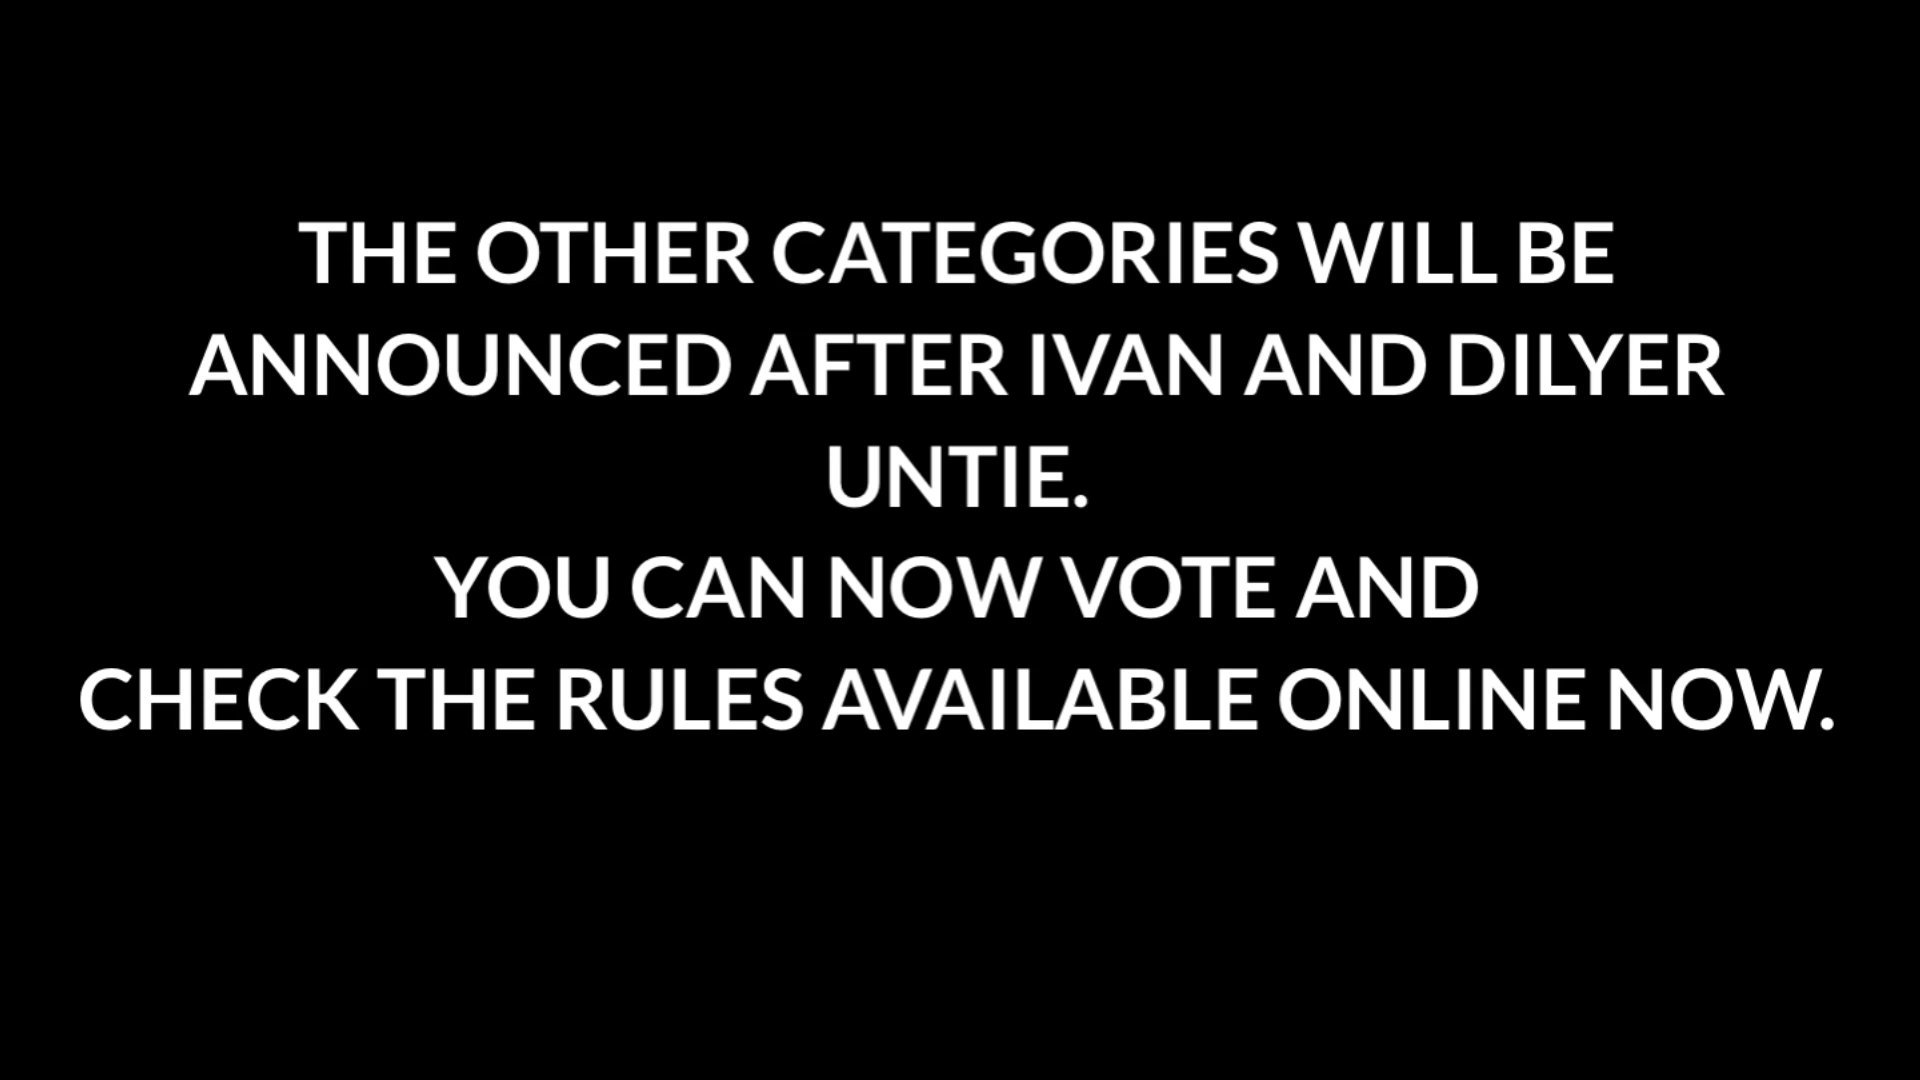 THE OTHER CATEGORIES WILL BE
ANNOUNCED AFTER IVAN AND DILYER
UNTIE.
YOU CAN NOW VOTE AND
CHECK THE RULES AVAILABLE ONLINE NOW.